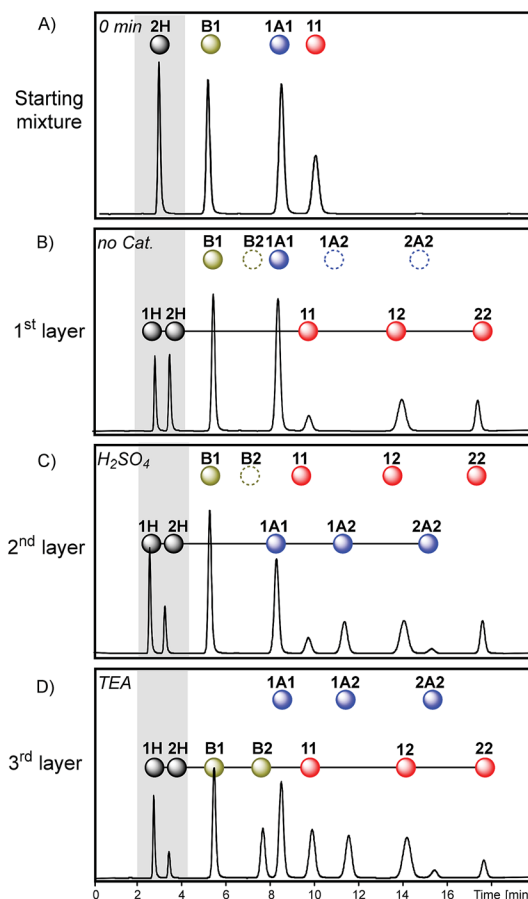 A)
0 min
2H B1 1A1 11
Starting
mixture
B)
no Cat.
B1 B2 1A1 1A2 2A2
1H 2H 11 12 22
1st layer
C)
H2SO4
B1 B2 11 12 22
1H 2H 1A1 1A2 2A2
2nd layer
D)
TEA
1A1 1A2 2A2
1H 2H B1 B2 11 12 22
3rd layer
0 2 4 6 8 10 12 14 16 Time [min